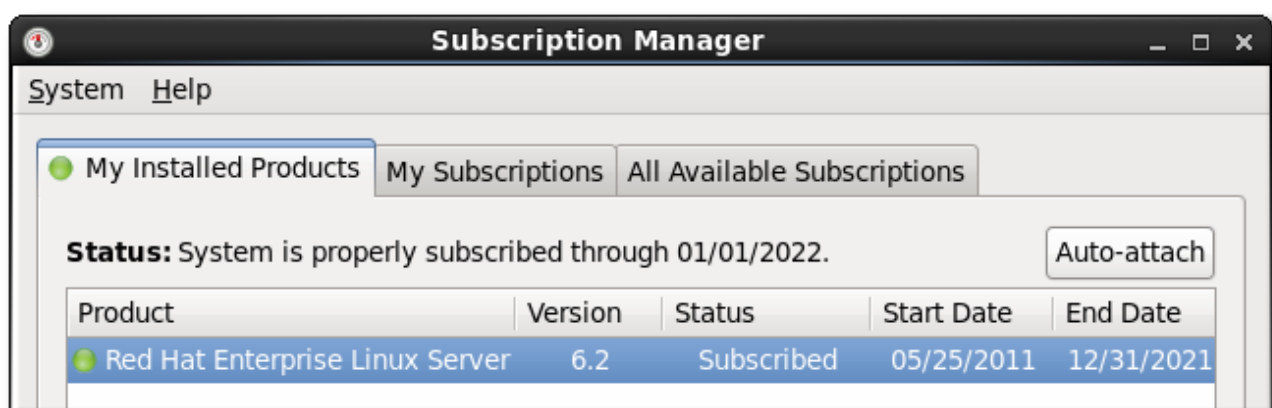 Subscription Manager
System Help
My Installed Products My Subscriptions All Available Subscriptions
Status: System is properly subscribed through 01/01/2022. Auto-attach
Product Version Status Start Date End Date
Red Hat Enterprise Linux Server 6.2 Subscribed 05/25/2011 12/31/2021